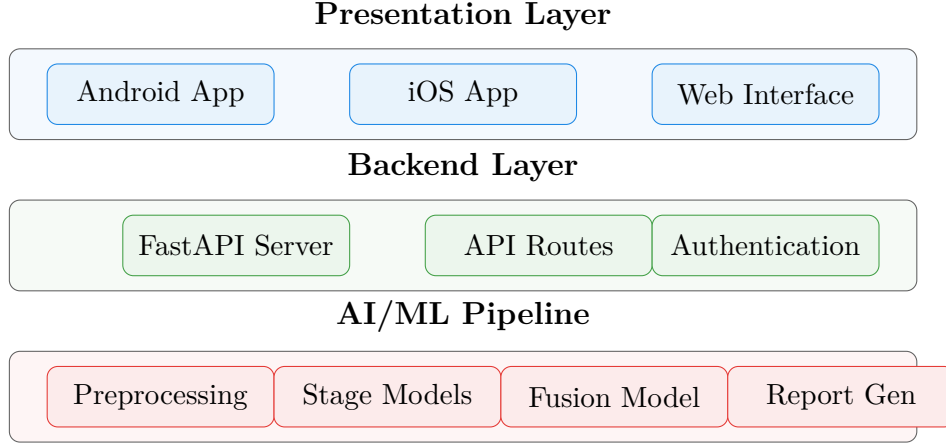 Presentation Layer
Android App
iOS App
Web Interface
Backend Layer
FastAPI Server
API Routes
Authentication
AI/ML Pipeline
Preprocessing
Stage Models
Fusion Model
Report Gen